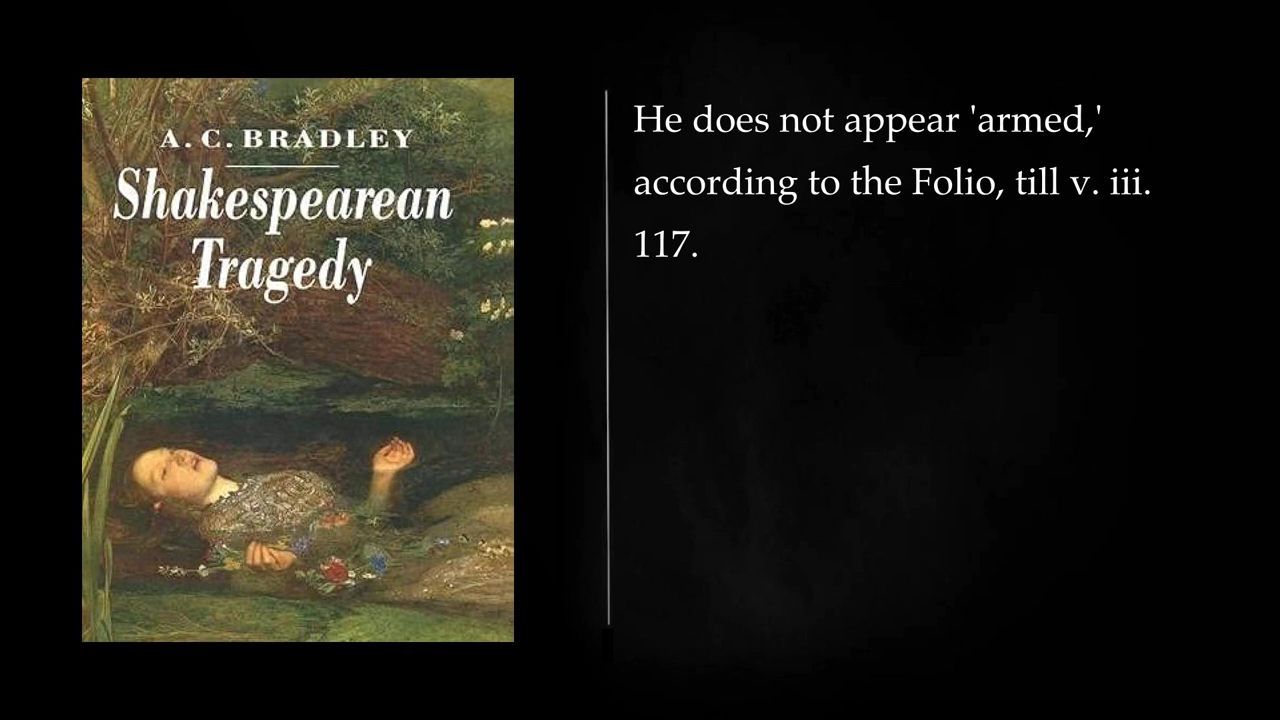 A. C. BRADLEY
Shakespearean
Tragedy
He does not appear 'armed,'
according to the Folio, till v. iii.
117.